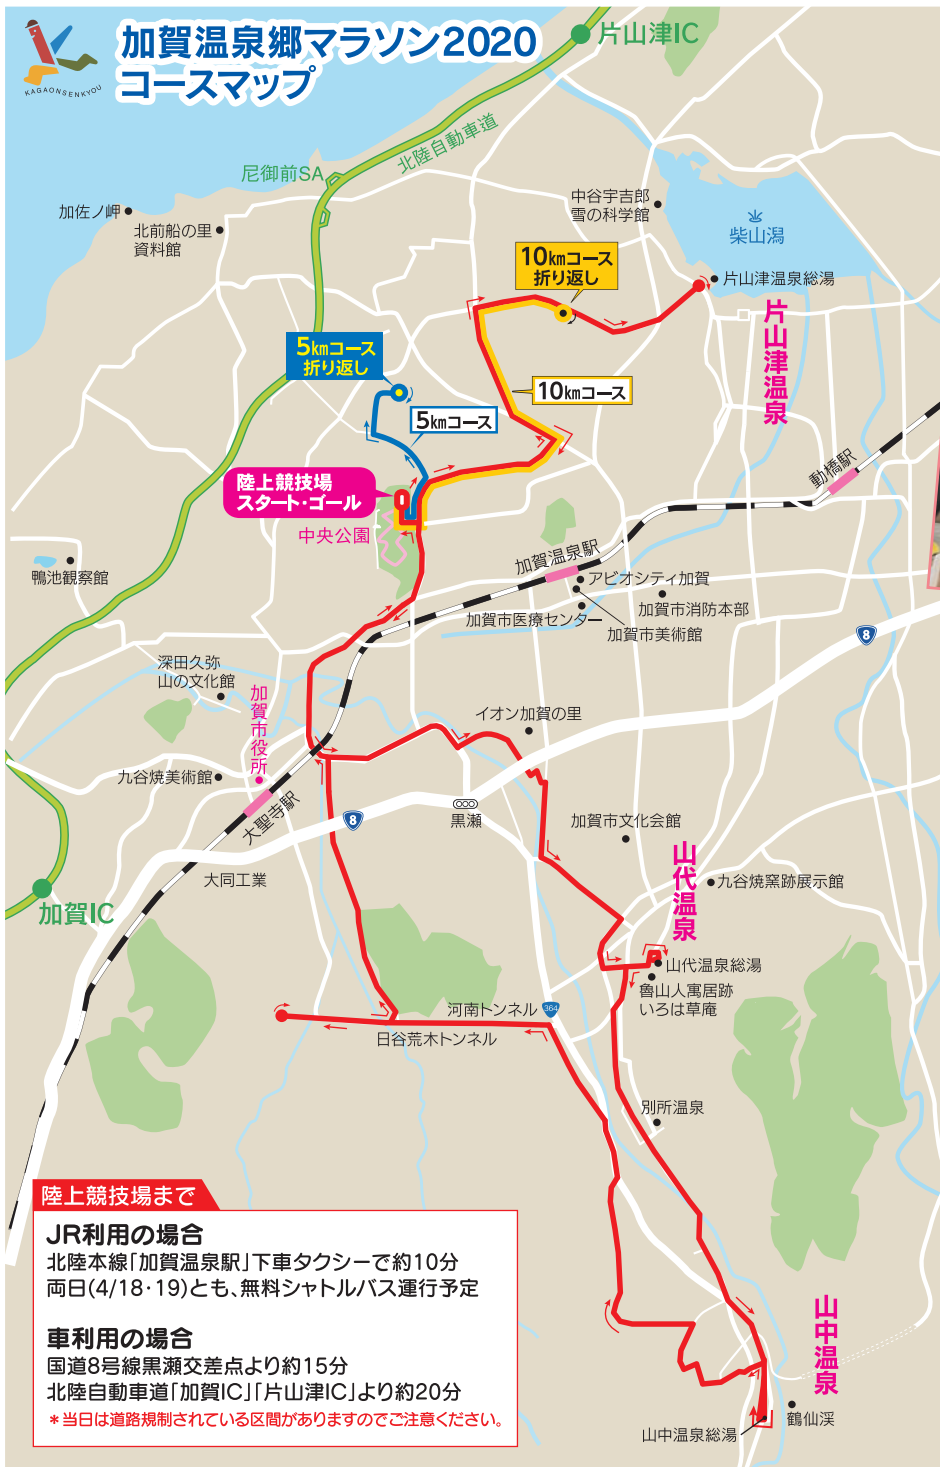 加賀温泉郷マラソン2020
コースマップ
KAGAONSENKYOU
片山津IC
北陸自動車道
尼御前SA
加佐ノ岬
北前船の里
資料館
中谷宇吉郎
雪の科学館
柴山潟
10kmコース
折り返し
片山津温泉総湯
片山津温泉
5kmコース
折り返し
10kmコース
5kmコース
陸上競技場
スタート・ゴール
中央公園
動橋駅
加賀温泉駅
アビオシティ加賀
加賀市消防本部
加賀市医療センター
加賀市美術館
鴨池観察館
8
深田久弥
山の文化館
加賀市役所
イオン加賀の里
九谷焼美術館
大聖寺駅
8
黒瀬
加賀市文化会館
大同工業
山代温泉
九谷焼窯跡展示館
加賀IC
山代温泉総湯
魯山人寓居跡
いろは草庵
河南トンネル
364
日谷荒木トンネル
別所温泉
陸上競技場まで
JR利用の場合
北陸本線「加賀温泉駅」下車タクシーで約10分
両日(4/18・19)とも、無料シャトルバス運行予定
車利用の場合
国道8号線黒瀬交差点より約15分
北陸自動車道「加賀IC」「片山津IC」より約20分
*当日は道路規制されている区間がありますのでご注意ください。
山中温泉
鶴仙渓
山中温泉総湯